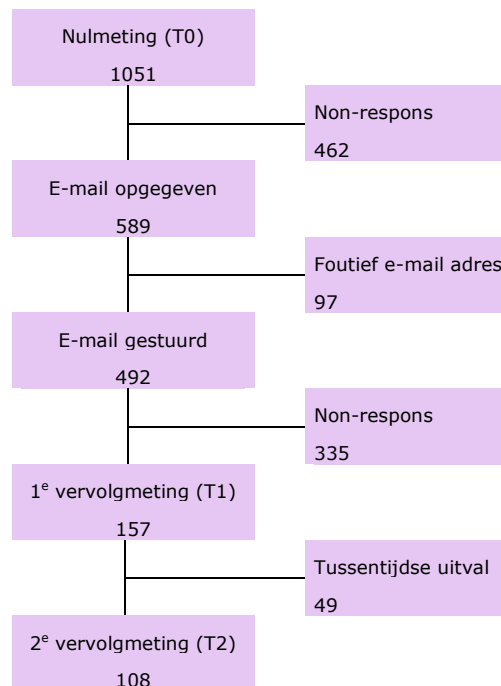 Nulmeting (T0)
1051
Non-respons
462
E-mail opgegeven
589
Foutief e-mail adres
97
E-mail gestuurd
492
Non-respons
335
1e vervolgmeting (T1)
157
Tussentijdse uitval
49
2e vervolgmeting (T2)
108